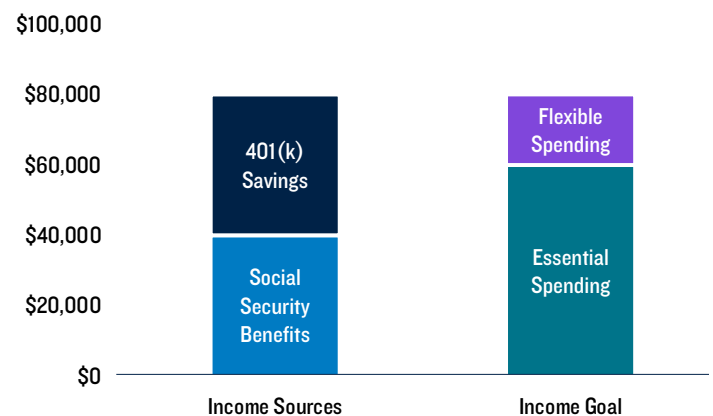 $100,000
$80,000
$60,000
$40,000
$20,000
$0
401(k)
Savings
Social
Security
Benefits
Flexible
Spending
Essential
Spending
Income Sources
Income Goal